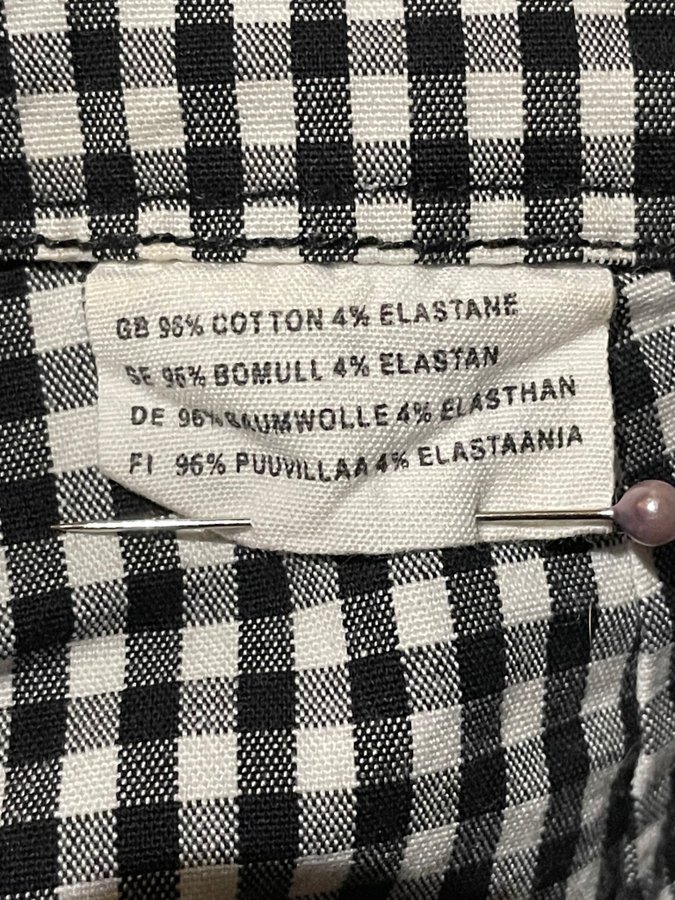 GB 96% COTTON 4% ELASTANE
SE 96% BOMULL 4% ELASTAN
DE 96% BAUMWOLLE 4% ELASTHAN
FI 96% PUUVILLAA 4% ELASTAANIA